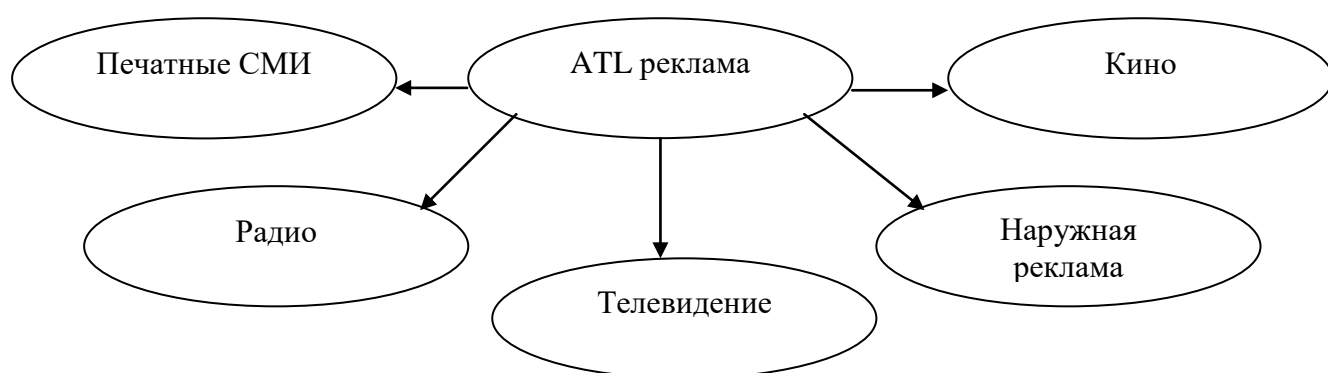 Печатные СМИ
ATL реклама
Кино
Радио
Наружная
реклама
Телевидение